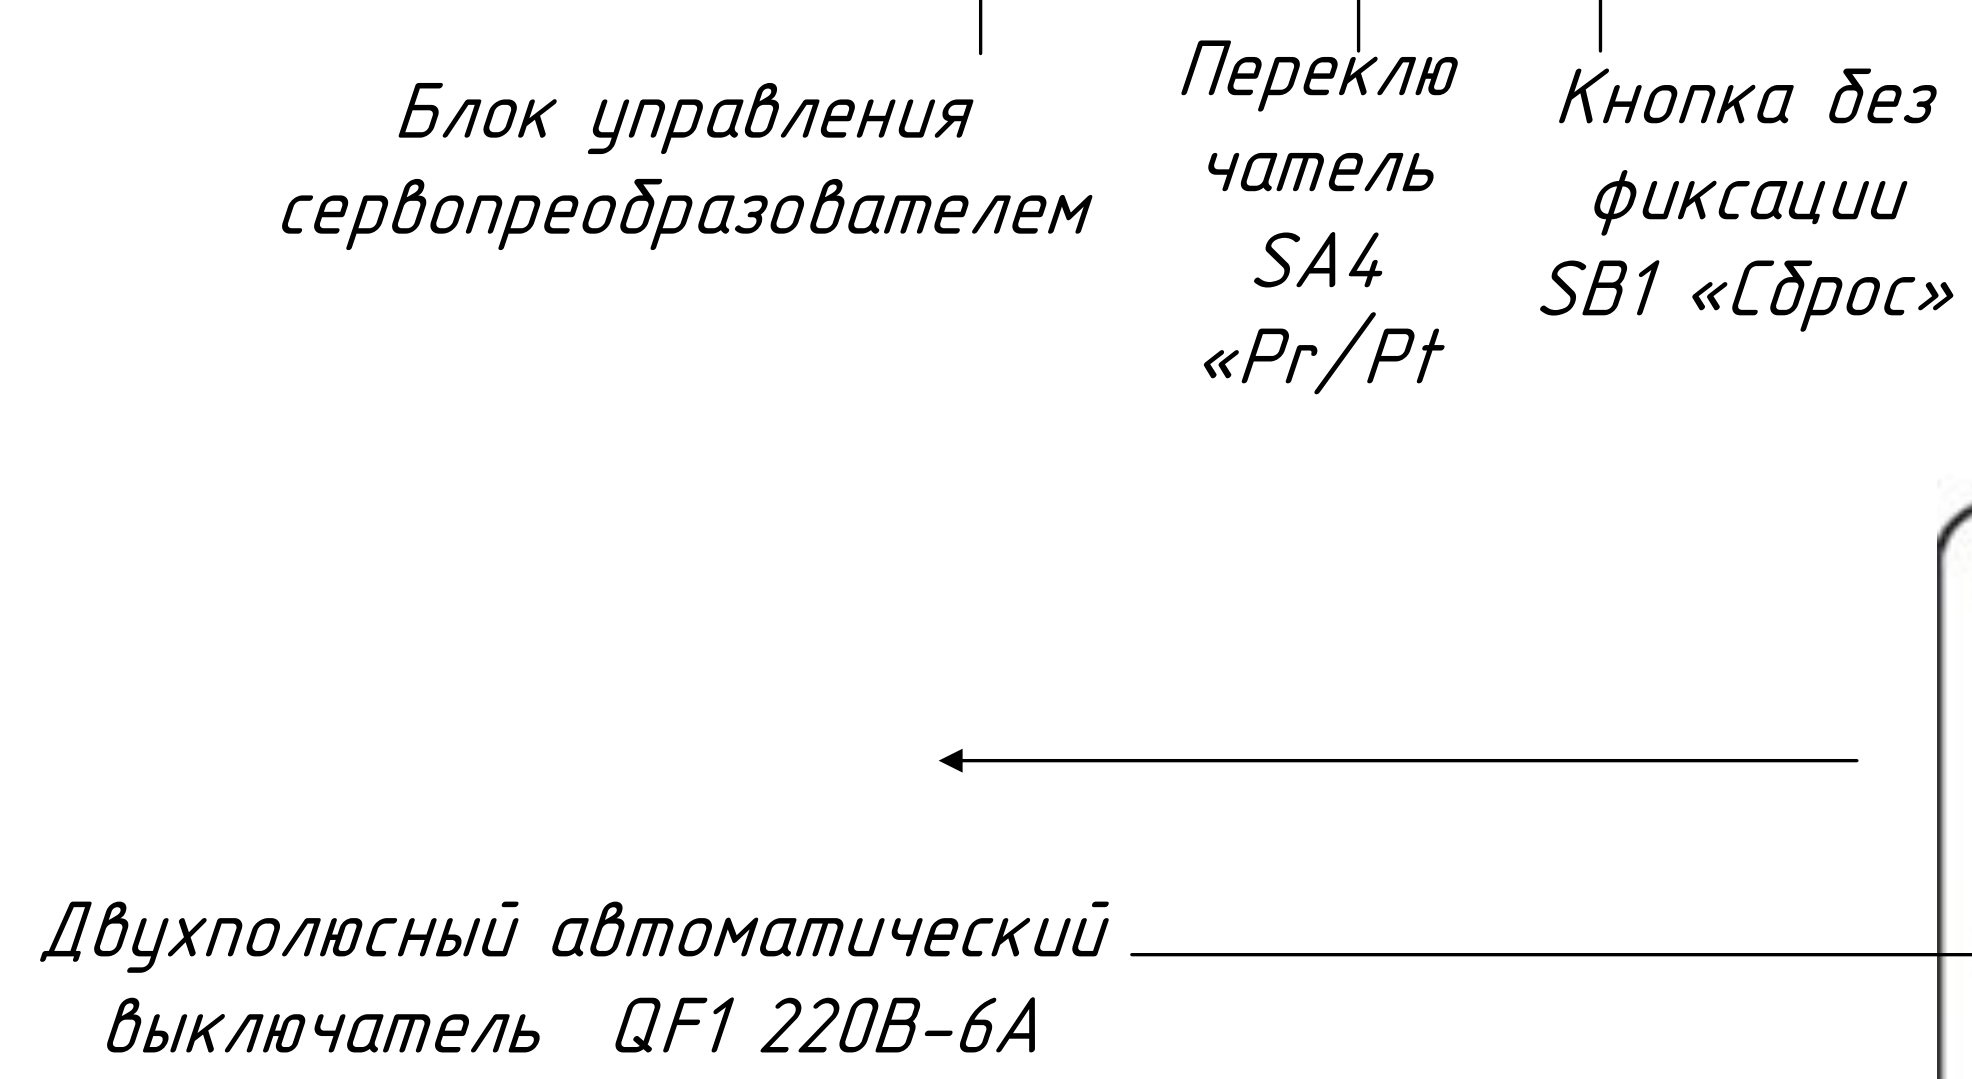 Блок управления
сервопреобразователем
Переклю
чатель
SA4
«Pr/Pt
Кнопка без
фиксации
SB1 «Сброс»
Двухполюсный автоматический
выключатель QF1 220В-6А